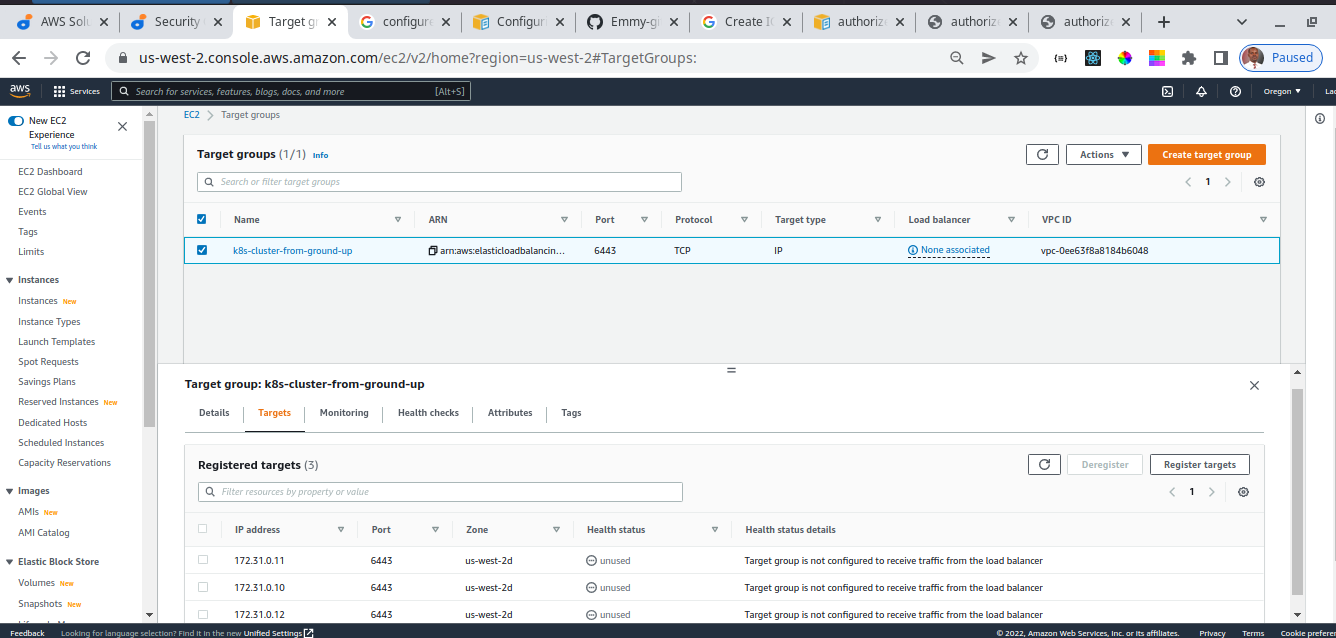 AWS Solu
Security
Target gr
configure
Configur
Emmy-gi
Create IC
authorize
authorize
authorize
us-west-2.console.aws.amazon.com/ec2/v2/home?region=us-west-2#TargetGroups:
Paused
aws Services Search for services, features, blogs, docs, and more [Alt+S] Oregon
New EC2
Experience
Tell us what you think
EC2 Dashboard
EC2 Global View
Events
Tags
Limits
Instances
Instances New
Instance Types
Launch Templates
Spot Requests
Savings Plans
Reserved Instances New
Dedicated Hosts
Scheduled Instances
Capacity Reservations
Images
AMIs New
AMI Catalog
Elastic Block Store
Volumes New
Snapshots New
EC2 > Target groups
Target groups (1/1) Info
Actions
Create target group
Search or filter target groups
1
Name ARN Port Protocol Target type Load balancer VPC ID
k8s-cluster-from-ground-up arn:aws:elasticloadbalancin... 6443 TCP IP None associated vpc-0ee63f8a8184b6048
Target group: k8s-cluster-from-ground-up
Details Targets Monitoring Health checks Attributes Tags
Registered targets (3)
Deregister
Register targets
Filter resources by property or value
1
IP address Port Zone Health status Health status details
172.31.0.11 6443 us-west-2d unused Target group is not configured to receive traffic from the load balancer
172.31.0.10 6443 us-west-2d unused Target group is not configured to receive traffic from the load balancer
172.31.0.12 6443 us-west-2d unused Target group is not configured to receive traffic from the load balancer
Feedback Looking for language selection? Find it in the new Unified Settings © 2022, Amazon Web Services, Inc. or its affiliates. Privacy Terms Cookie prefere